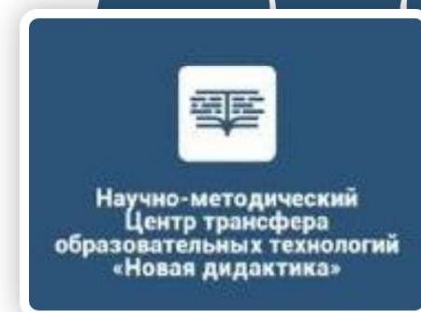 Научно-методический
Центр трансфера
образовательных технологий
«Новая дидактика»